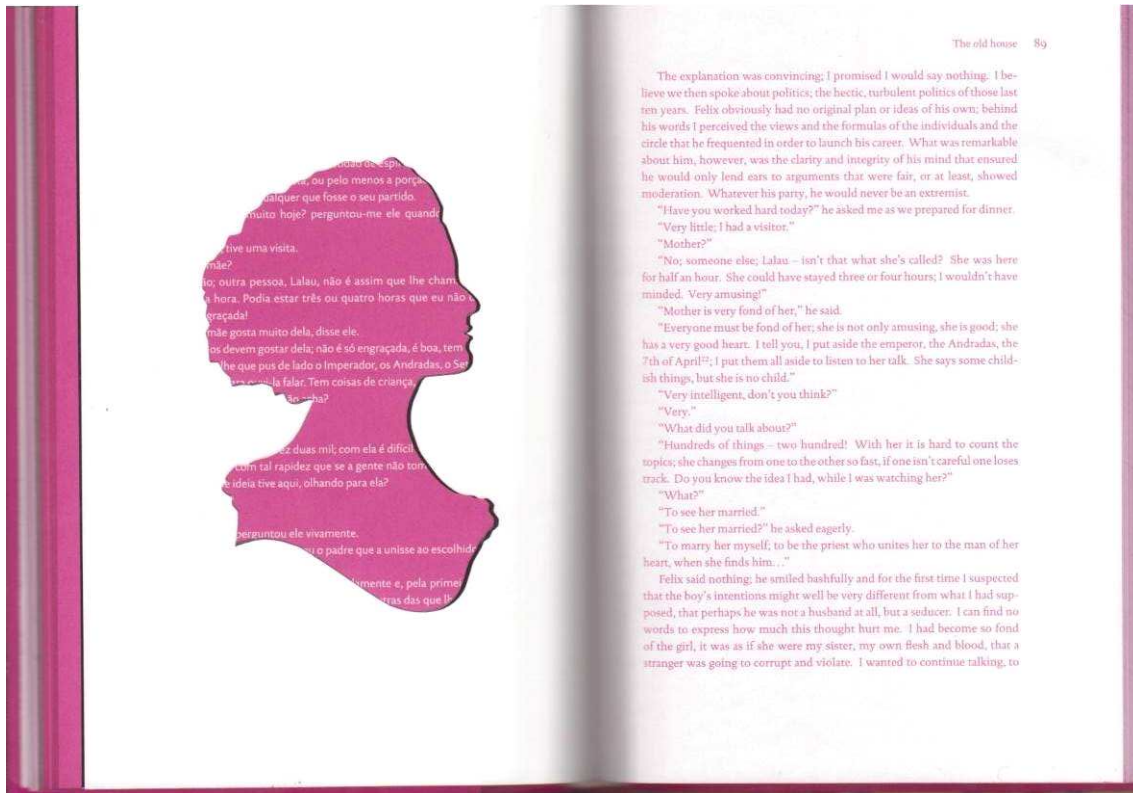 ou pelo menos a
que fosse o seu partido.
muito hoje? perguntou-me ele
tive uma visita.
mãe?
outra pessoa, Lalau, não é assim que lhe
hora. Podia estar três ou quatro horas que eu não
graçada!
mãe gosta muito dela, disse ele.
os devem gostar dela; não é só engraçada, é boa, tem
lhe que pus de lado o Imperador, os Andradas, o
falar. Tem coisas de criança,
duas mil; com ela é difícil
com tal rapidez que se a gente não
ideia tive aqui, olhando para ela?
perguntou ele vivamente.
o padre que a unisse ao
e, pela
das que
The old house 89
The explanation was convincing; I promised I would say nothing. I be-
lieve we then spoke about politics; the hectic, turbulent politics of those last
ten years. Felix obviously had no original plan or ideas of his own; behind
his words I perceived the views and the formulas of the individuals and the
circle that he frequented in order to launch his career. What was remarkable
about him, however, was the clarity and integrity of his mind that ensured
he would only lend ears to arguments that were fair, or at least, showed
moderation. Whatever his party, he would never be an extremist.
"Have you worked hard today?" he asked me as we prepared for dinner.
"Very little; I had a visitor."
"Mother?"
"No; someone else; Lalau – isn't that what she's called? She was here
for half an hour. She could have stayed three or four hours; I wouldn't have
minded. Very amusing!"
"Mother is very fond of her," he said.
"Everyone must be fond of her; she is not only amusing, she is good; she
has a very good heart. I tell you, I put aside the emperor, the Andradas, the
7th of April²²; I put them all aside to listen to her talk. She says some child-
ish things, but she is no child."
"Very intelligent, don't you think?"
"Very."
"What did you talk about?"
"Hundreds of things – two hundred! With her it is hard to count the
topics; she changes from one to the other so fast, if one isn't careful one loses
track. Do you know the idea I had, while I was watching her?"
"What?"
"To see her married."
"To see her married?" he asked eagerly.
"To marry her myself; to be the priest who unites her to the man of her
heart, when she finds him..."
Felix said nothing; he smiled bashfully and for the first time I suspected
that the boy's intentions might well be very different from what I had sup-
posed, that perhaps he was not a husband at all, but a seducer. I can find no
words to express how much this thought hurt me. I had become so fond
of the girl, it was as if she were my sister, my own flesh and blood, that a
stranger was going to corrupt and violate. I wanted to continue talking, to